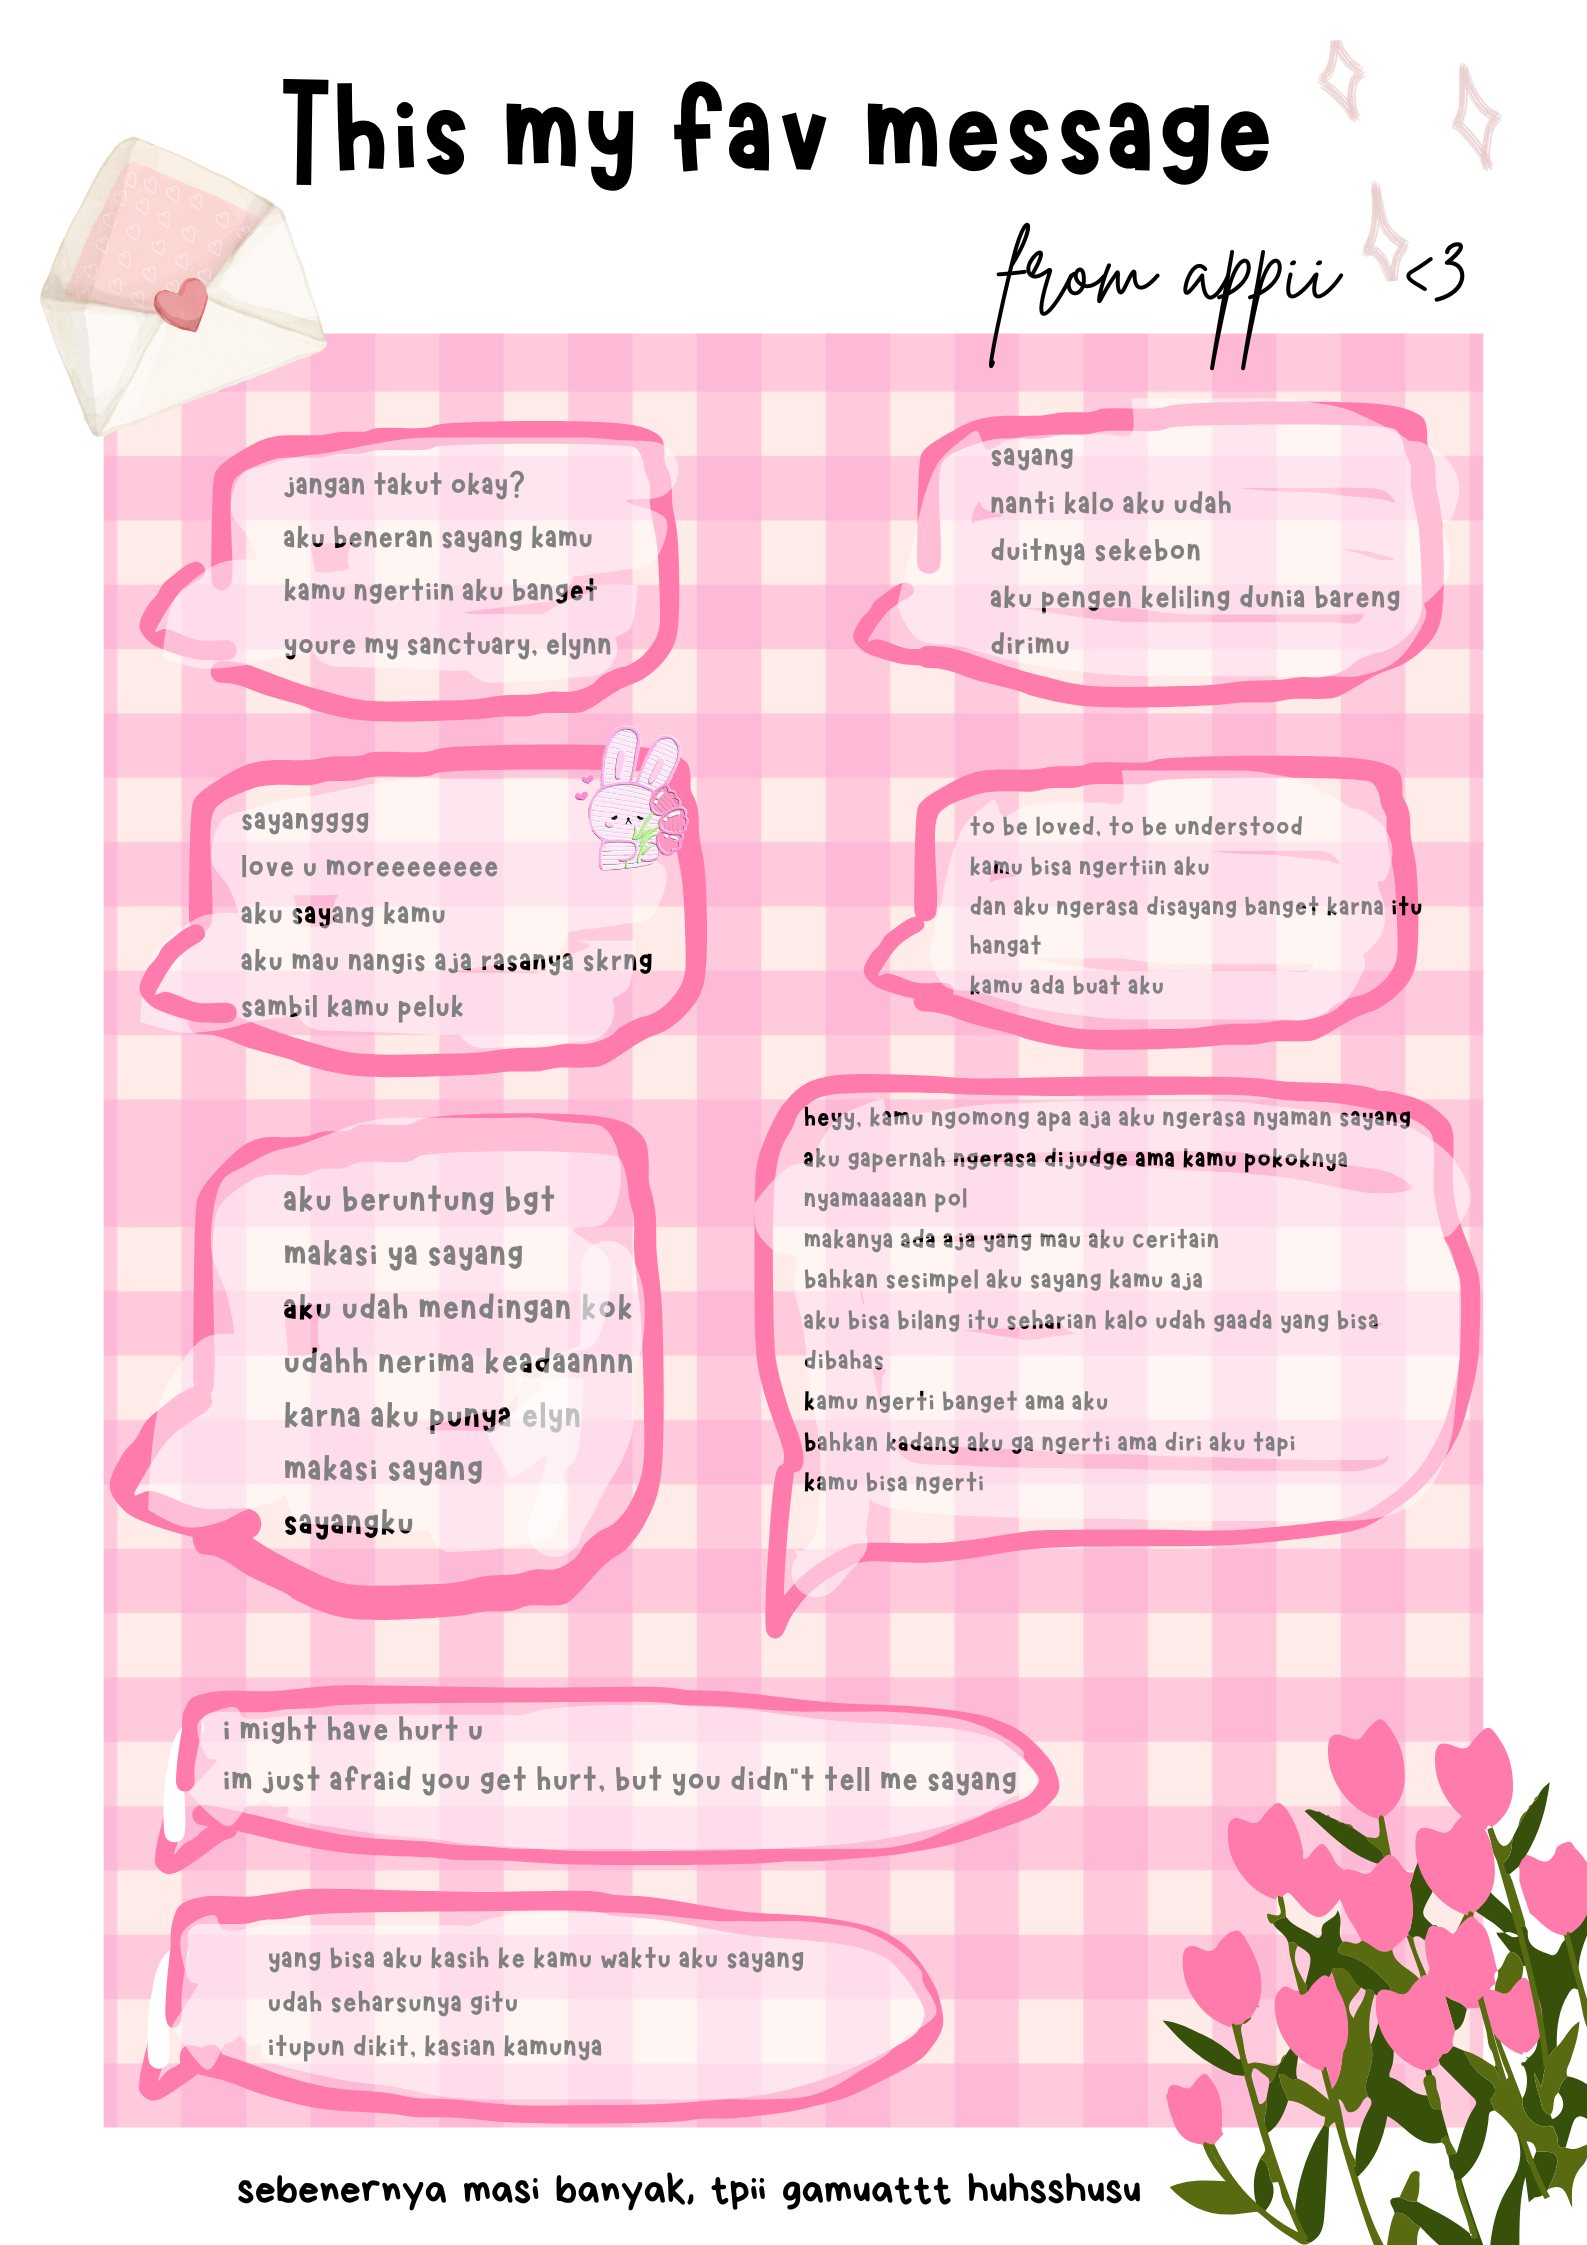 This my fav message
from appii <3
jangan takut okay?
aku beneran sayang kamu
kamu ngertiin aku banget
youre my sanctuary, elynn
sayang
nanti kalo aku udah
duitnya sekebon
aku pengen keliling dunia bareng
dirimu
sayangggg
love u moreeeeeeee
aku sayang kamu
aku mau nangis aja rasanya skrng
sambil kamu peluk
to be loved, to be understood
kamu bisa ngertiin aku
dan aku ngerasa disayang banget karna itu
hangat
kamu ada buat aku
aku beruntung bgt
makasi ya sayang
aku udah mendingan kok
udahh nerima keadaannn
karna aku punya elyn
makasi sayang
sayangku
heyy, kamu ngomong apa aja aku ngerasa nyaman sayang
aku gapernah ngerasa dijudge ama kamu pokoknya
nyamaaaaan pol
makanya ada aja yang mau aku ceritain
bahkan sesimpel aku sayang kamu aja
aku bisa bilang itu seharian kalo udah gaada yang bisa
dibahas
kamu ngerti banget ama aku
bahkan kadang aku ga ngerti ama diri aku tapi
kamu bisa ngerti
i might have hurt u
im just afraid you get hurt, but you didn"t tell me sayang
yang bisa aku kasih ke kamu waktu aku sayang
udah seharsunya gitu
itupun dikit, kasian kamunya
sebenernya masi banyak, tpii gamuattt huhsshusu